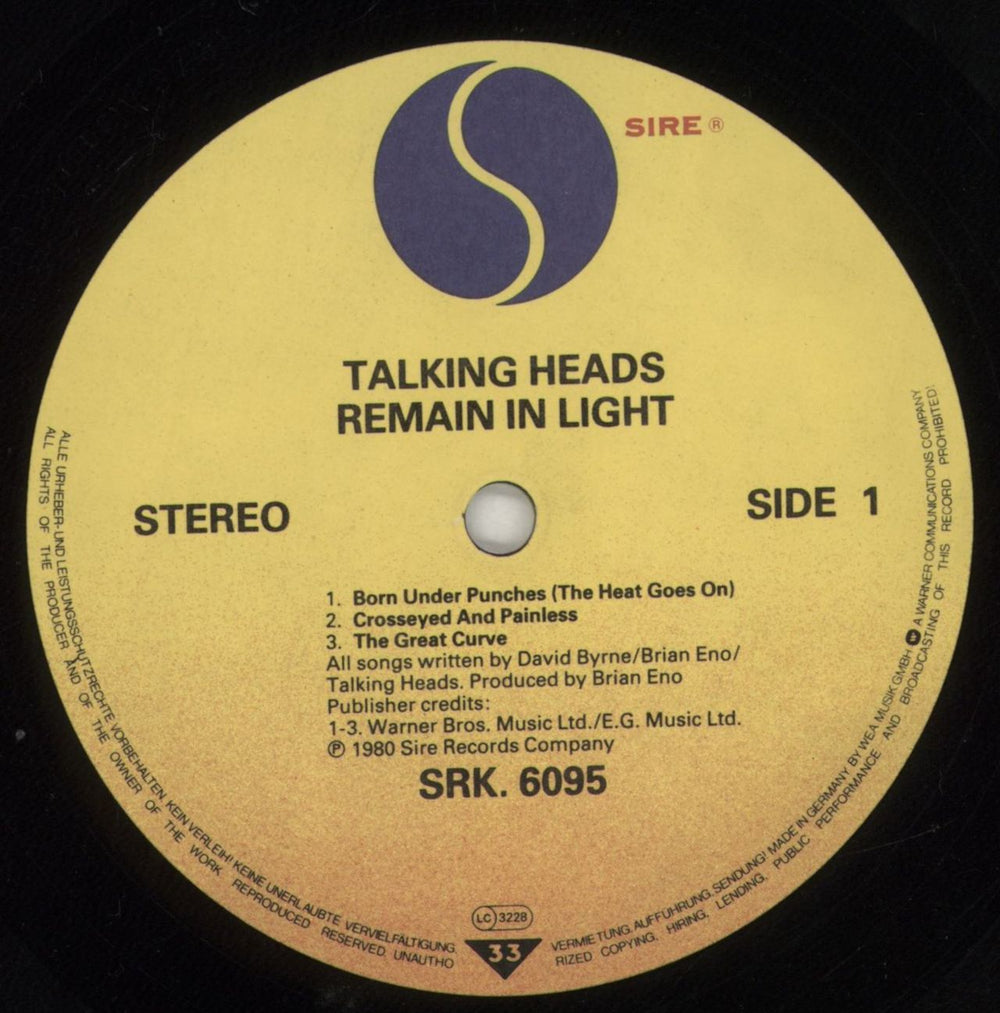 SIRE ®
TALKING HEADS
REMAIN IN LIGHT
STEREO
SIDE 1
1. Born Under Punches (The Heat Goes On)
2. Crosseyed And Painless
3. The Great Curve
All songs written by David Byrne/Brian Eno/
Talking Heads. Produced by Brian Eno
Publisher credits:
1-3. Warner Bros. Music Ltd./E.G. Music Ltd.
℗ 1980 Sire Records Company
SRK. 6095
LC 3228
33
ALLE URHEBER- UND LEISTUNGSSCHUTZRECHTE VORBEHALTEN. KEIN VERLEIH! KEINE UNERLAUBTE VERVIELFÄLTIGUNG, VERMIETUNG, AUFFÜHRUNG, SENDUNG! MADE IN GERMANY BY WEA MUSIK GMBH A WARNER COMMUNICATIONS COMPANY
ALL RIGHTS OF THE PRODUCER AND OF THE OWNER OF THE WORK REPRODUCED RESERVED. UNAUTHORIZED COPYING, HIRING, LENDING, PUBLIC PERFORMANCE AND BROADCASTING OF THIS RECORD PROHIBITED!